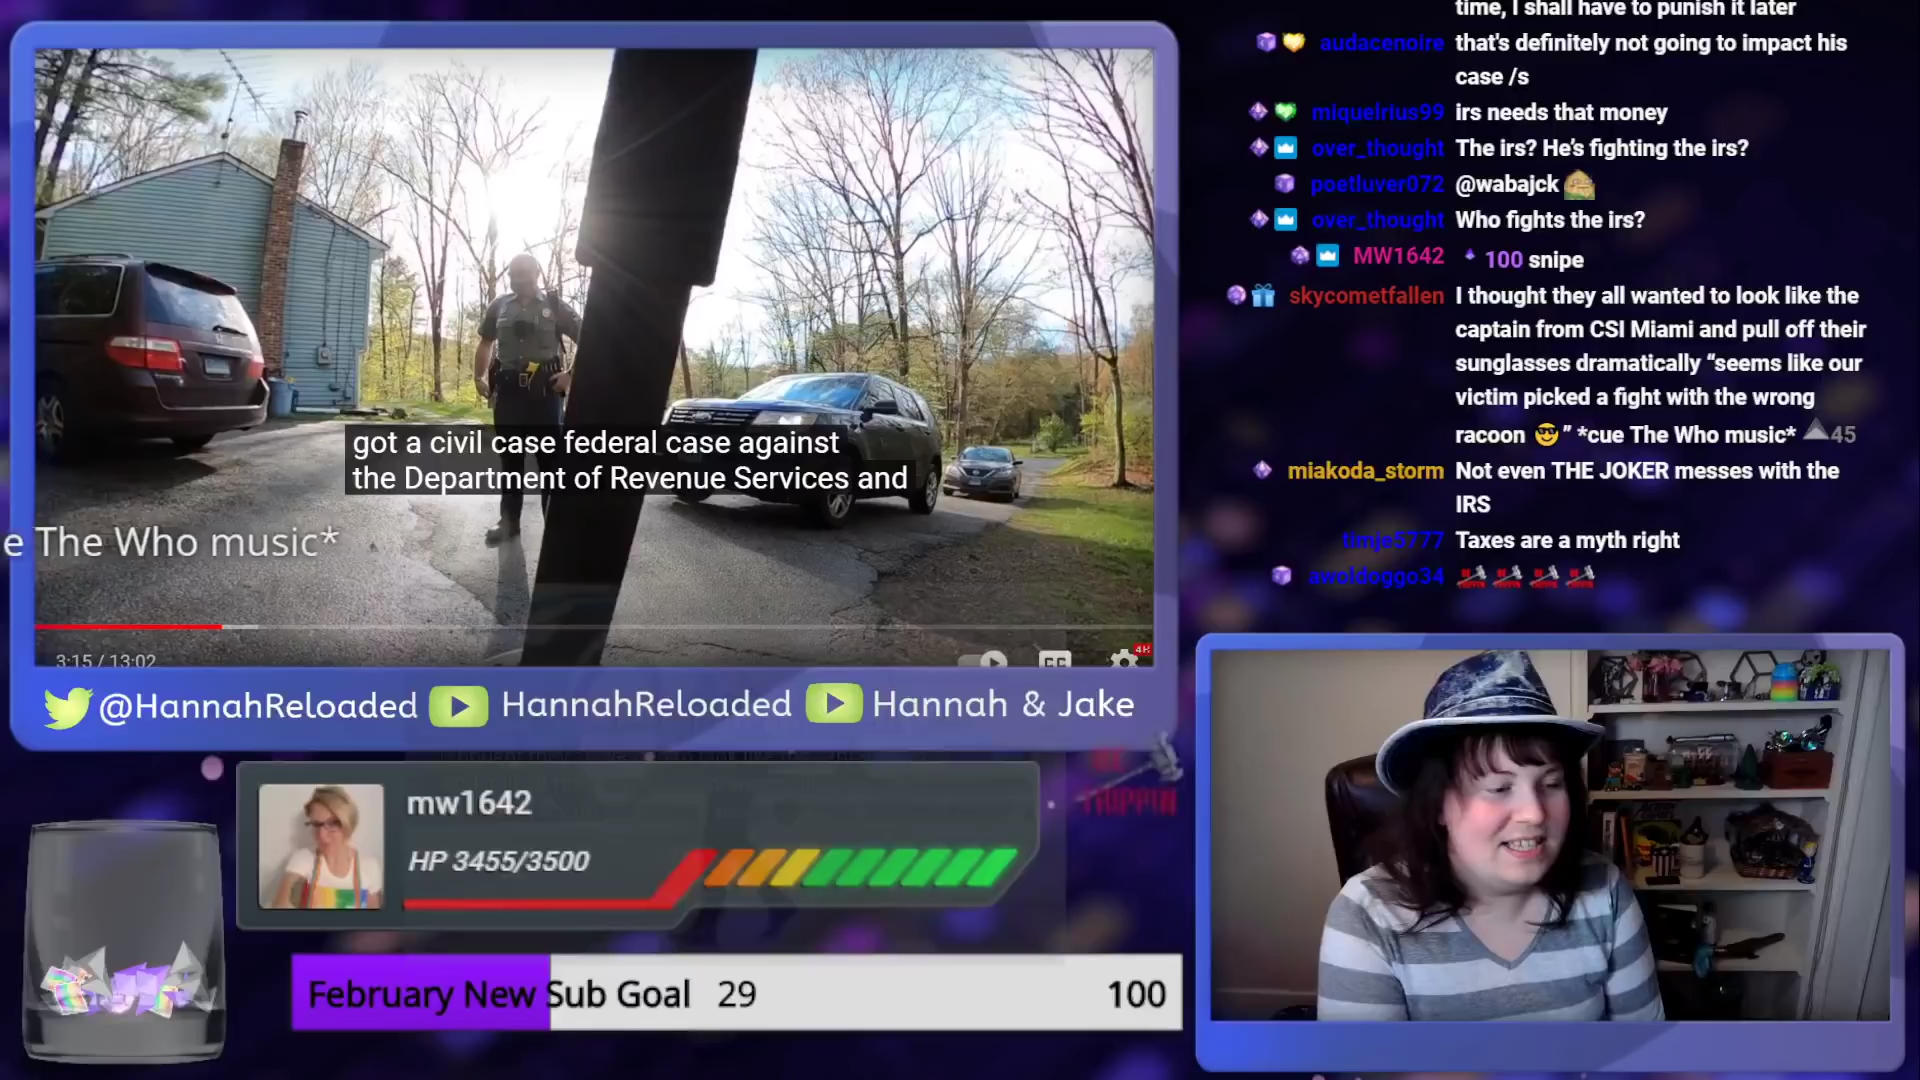 time, I shall have to punish it later
audacenoire that's definitely not going to impact his
case /s
miquelrius99 irs needs that money
over_thought The irs? He's fighting the irs?
poetluver072 @wabajck
over_thought Who fights the irs?
MW1642 100 snipe
skycometfallen I thought they all wanted to look like the
captain from CSI Miami and pull off their
sunglasses dramatically “seems like our
victim picked a fight with the wrong
racoon 😎” *cue The Who music* 45
miakoda_storm Not even THE JOKER messes with the
IRS
timje5777 Taxes are a myth right
awoldoggo34
got a civil case federal case against
the Department of Revenue Services and
e The Who music*
3:15 / 13:02
@HannahReloaded HannahReloaded Hannah & Jake
mw1642
HP 3455/3500
TRIPPIN
February New Sub Goal 29 100